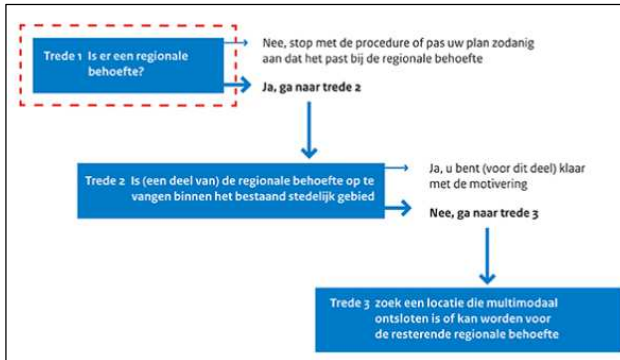 Trede 1 Is er een regionale
behoefte?
Nee, stop met de procedure of pas uw plan zodanig
aan dat het past bij de regionale behoefte
Ja, ga naar trede 2
Trede 2 Is (een deel van) de regionale behoefte op te
vangen binnen het bestaand stedelijk gebied
Ja, u bent (voor dit deel) klaar
met de motivering
Nee, ga naar trede 3
Trede 3 zoek een locatie die multimodaal
ontsloten is of kan worden voor
de resterende regionale behoefte